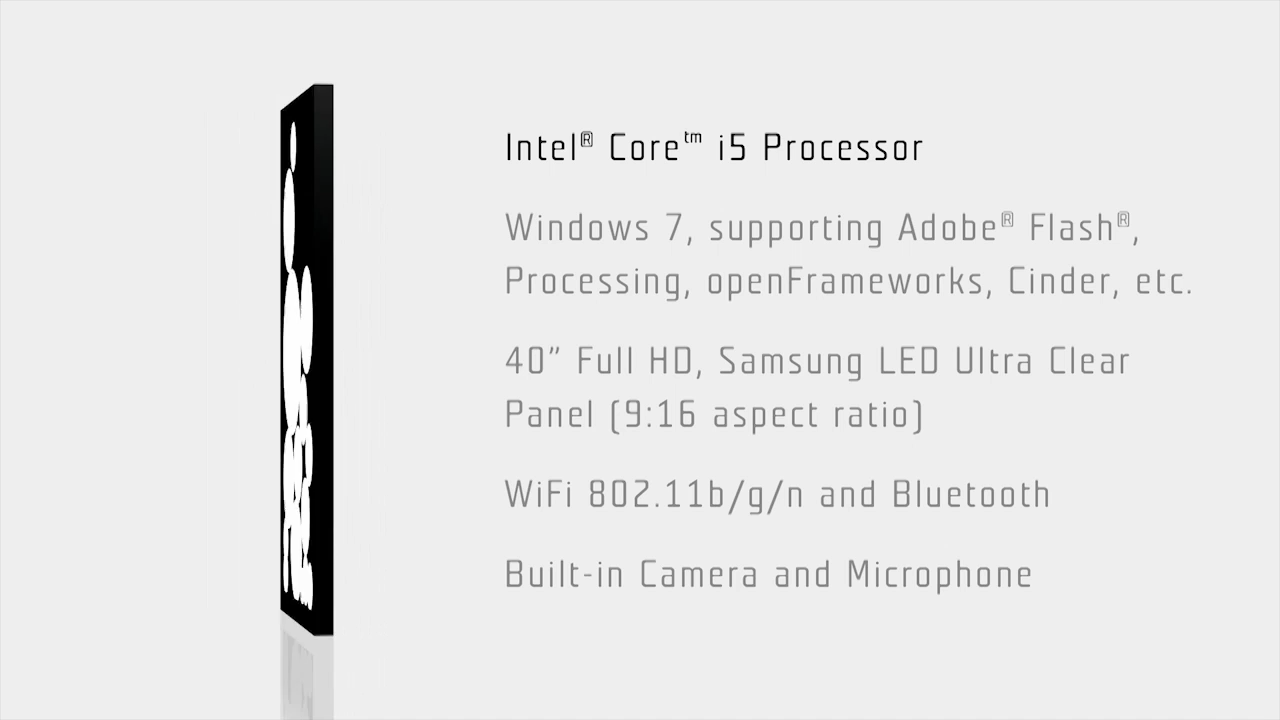 Intel® Core™ i5 Processor
Windows 7, supporting Adobe® Flash®,
Processing, openFrameworks, Cinder, etc.
40” Full HD, Samsung LED Ultra Clear
Panel (9:16 aspect ratio)
WiFi 802.11b/g/n and Bluetooth
Built-in Camera and Microphone